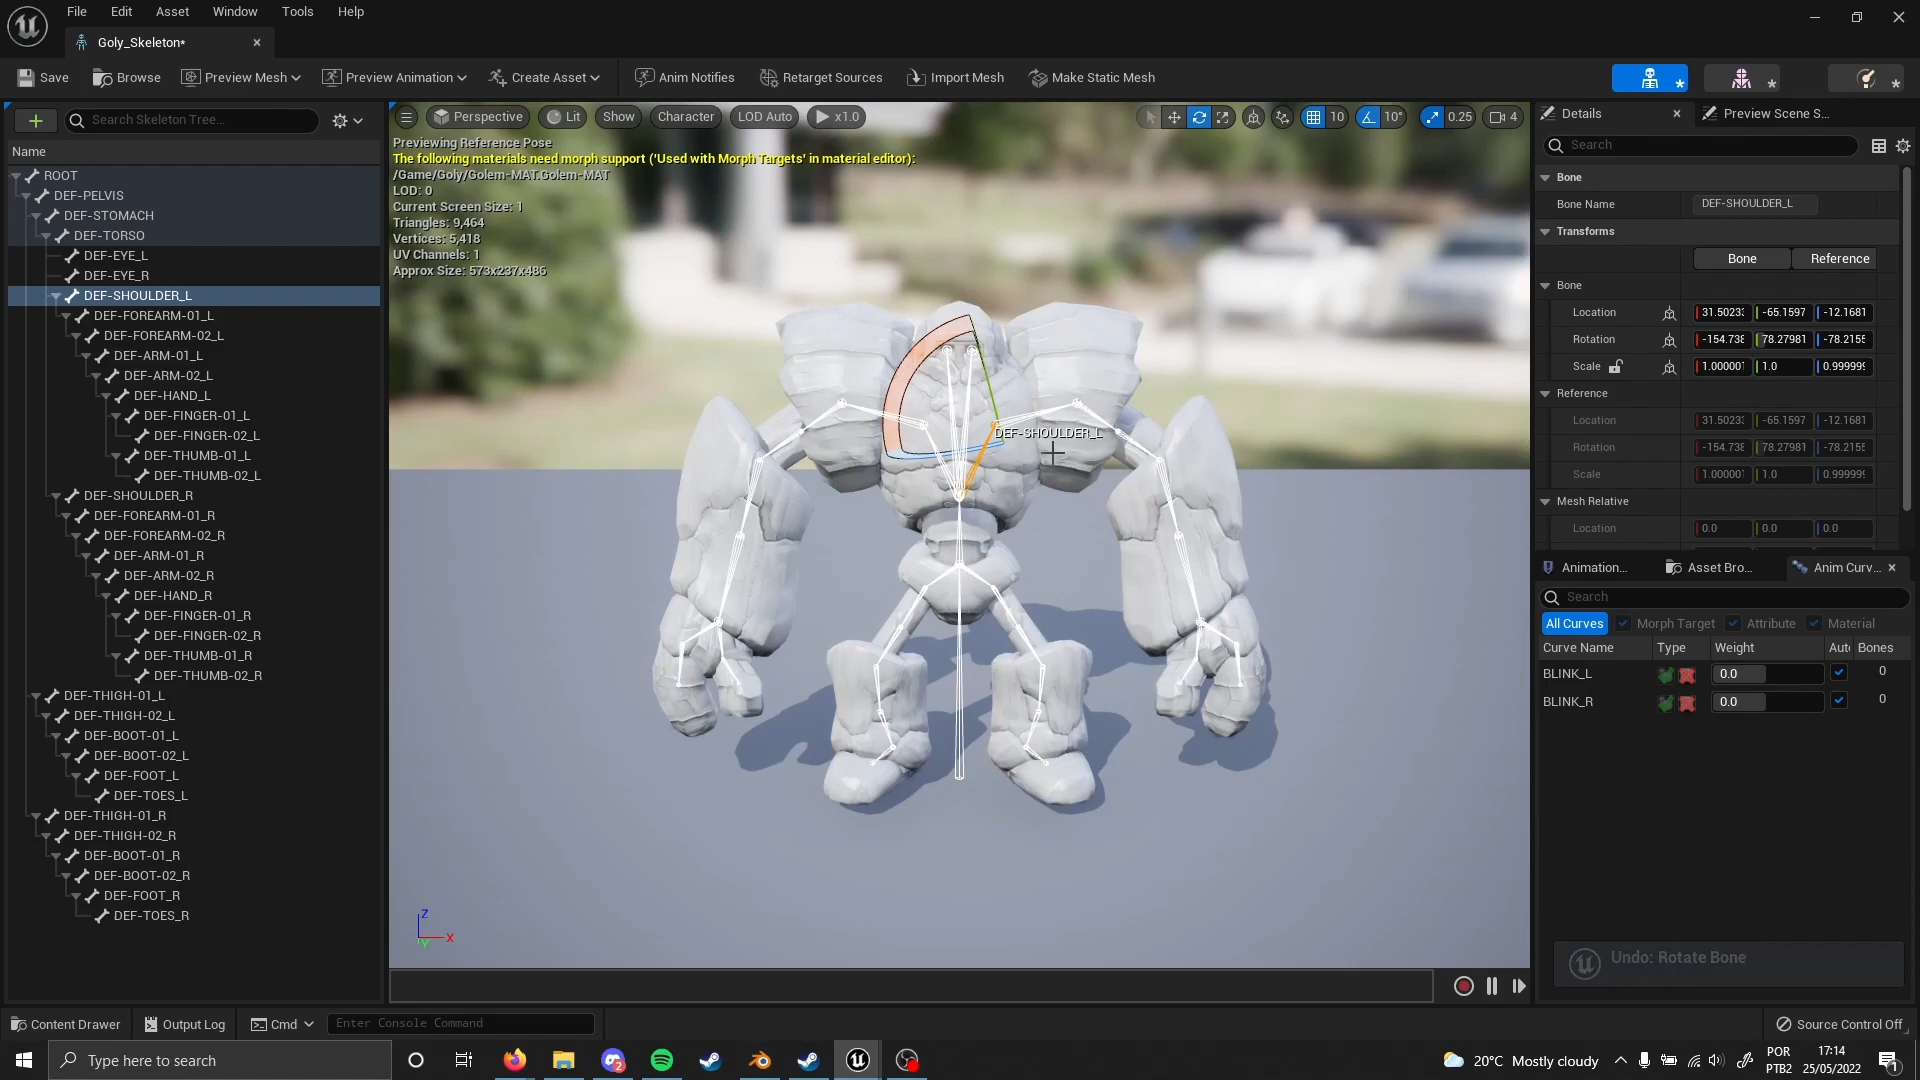 File Edit Asset Window Tools Help
Goly_Skeleton*
Save Browse Preview Mesh Preview Animation Create Asset Anim Notifies Retarget Sources Import Mesh Make Static Mesh
Search Skeleton Tree...
Name
ROOT
DEF-PELVIS
DEF-STOMACH
DEF-TORSO
DEF-EYE_L
DEF-EYE_R
DEF-SHOULDER_L
DEF-FOREARM-01_L
DEF-FOREARM-02_L
DEF-ARM-01_L
DEF-ARM-02_L
DEF-HAND_L
DEF-FINGER-01_L
DEF-FINGER-02_L
DEF-THUMB-01_L
DEF-THUMB-02_L
DEF-SHOULDER_R
DEF-FOREARM-01_R
DEF-FOREARM-02_R
DEF-ARM-01_R
DEF-ARM-02_R
DEF-HAND_R
DEF-FINGER-01_R
DEF-FINGER-02_R
DEF-THUMB-01_R
DEF-THUMB-02_R
DEF-THIGH-01_L
DEF-THIGH-02_L
DEF-BOOT-01_L
DEF-BOOT-02_L
DEF-FOOT_L
DEF-TOES_L
DEF-THIGH-01_R
DEF-THIGH-02_R
DEF-BOOT-01_R
DEF-BOOT-02_R
DEF-FOOT_R
DEF-TOES_R
Perspective Lit Show Character LOD Auto x1.0 10 10° 0.25 4
Previewing Reference Pose
The following materials need morph support ('Used with Morph Targets' in material editor):
/Game/Goly/Golem-MAT.Golem-MAT
LOD: 0
Current Screen Size: 1
Triangles: 9,464
Vertices: 5,418
UV Channels: 1
Approx Size: 573x237x486
DEF-SHOULDER_L
Z
X
Y
Details Preview Scene S...
Search
Bone
Bone Name DEF-SHOULDER_L
Transforms
Bone Reference
Bone
Location 31.5023 -65.1597 -12.1681
Rotation -154.738 78.27981 -78.2155
Scale 1.000001 1.0 0.999999
Reference
Location 31.5023 -65.1597 -12.1681
Rotation -154.738 78.27981 -78.2155
Scale 1.000001 1.0 0.999999
Mesh Relative
Location 0.0 0.0 0.0
Animation... Asset Bro... Anim Curv...
Search
All Curves Morph Target Attribute Material
Curve Name Type Weight Aut Bones
BLINK_L 0.0 0
BLINK_R 0.0 0
Undo: Rotate Bone
Content Drawer Output Log Cmd Enter Console Command Source Control Off
Type here to search 2 20°C Mostly cloudy POR PTB2 17:14 25/05/2022 1